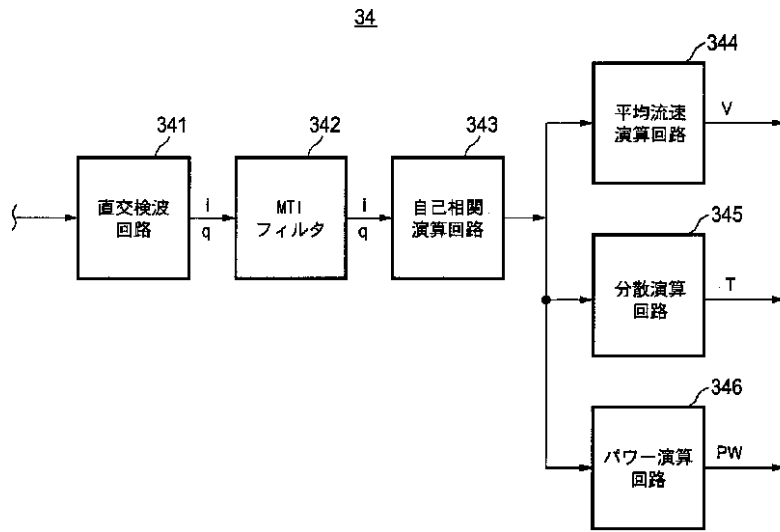 34
341
直交検波
回路
i
q
342
MTI
フィルタ
i
q
343
自己相関
演算回路
344
平均流速
演算回路
V
345
分散演算
回路
T
346
パワー演算
回路
PW